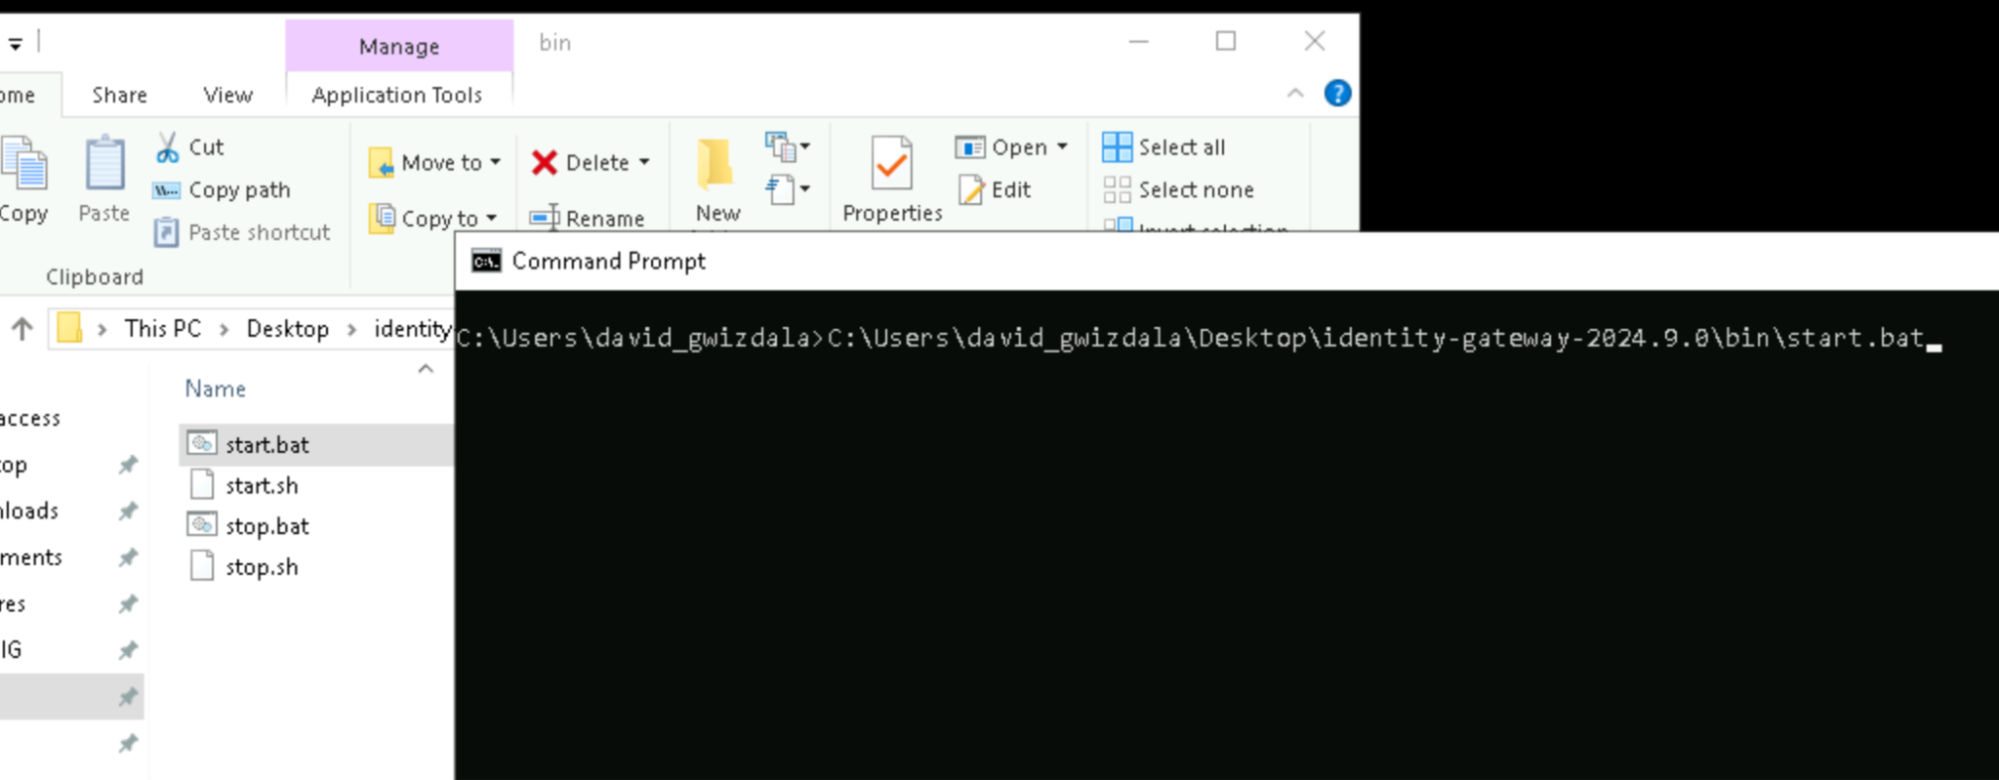 Manage bin
ome Share View Application Tools
Cut
Copy path
Paste shortcut
Copy Paste
Clipboard
Move to
Copy to
Delete
Rename
New
Properties
Open
Edit
Select all
Select none
Invert selection
Command Prompt
This PC > Desktop > identity
C:\Users\david_gwizdala>C:\Users\david_gwizdala\Desktop\identity-gateway-2024.9.0\bin\start.bat
Name
access
top
nloads
ments
res
IG
start.bat
start.sh
stop.bat
stop.sh